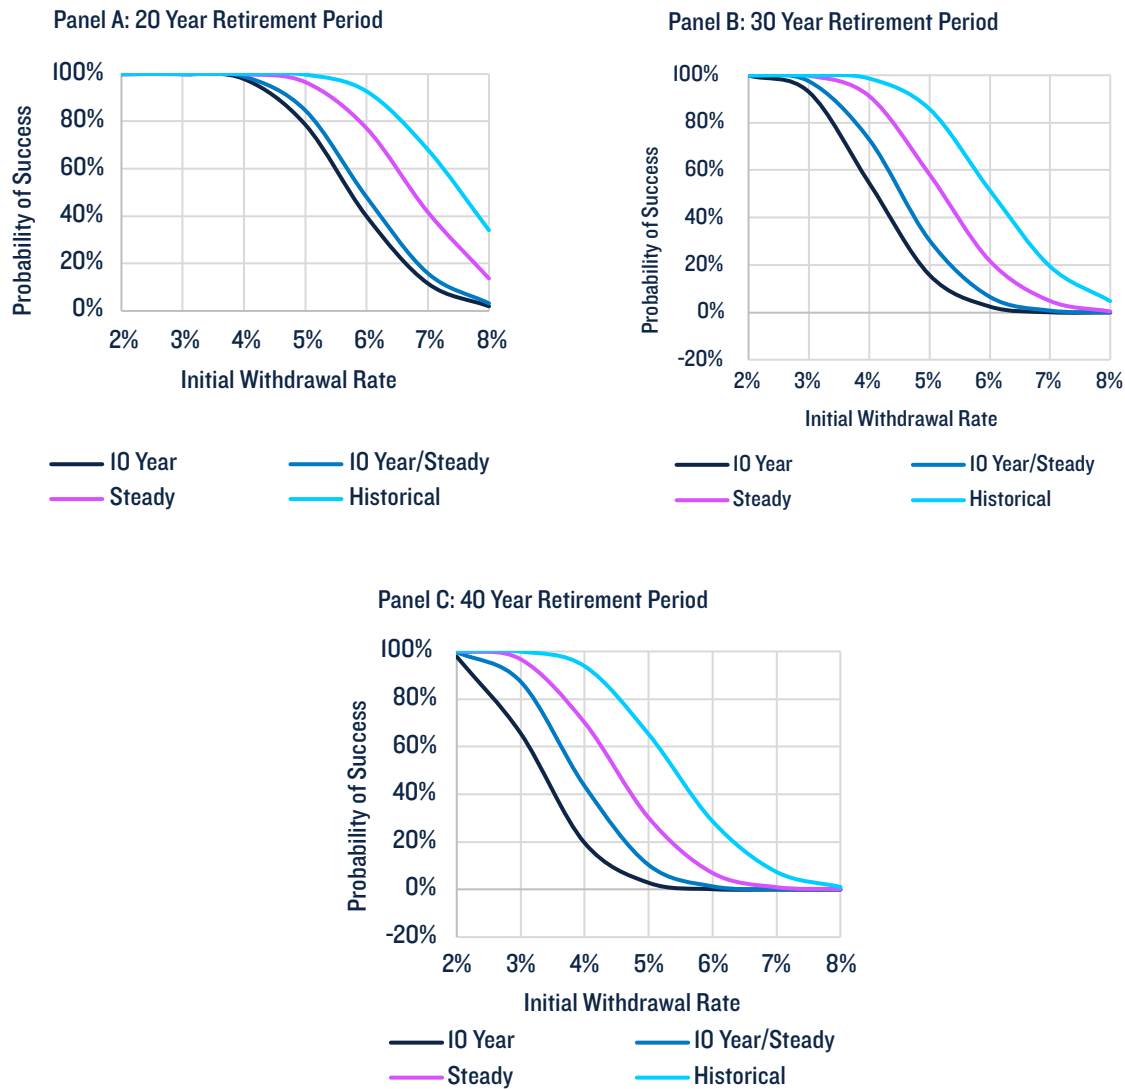 Panel A: 20 Year Retirement Period
100%
80%
60%
40%
20%
0%
Probability of Success
2% 3% 4% 5% 6% 7% 8%
Initial Withdrawal Rate
10 Year 10 Year/Steady
Steady Historical
Panel B: 30 Year Retirement Period
100%
80%
60%
40%
20%
0%
-20%
Probability of Success
2% 3% 4% 5% 6% 7% 8%
Initial Withdrawal Rate
10 Year 10 Year/Steady
Steady Historical
Panel C: 40 Year Retirement Period
100%
80%
60%
40%
20%
0%
-20%
Probability of Success
2% 3% 4% 5% 6% 7% 8%
Initial Withdrawal Rate
10 Year 10 Year/Steady
Steady Historical